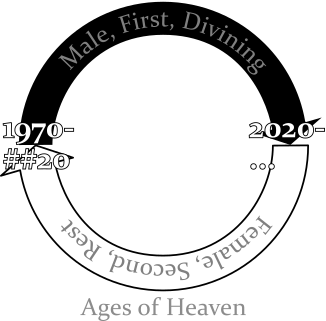 Male, First, Divining
1970-
##20
2020-
...
Female, Second, Rest
Ages of Heaven